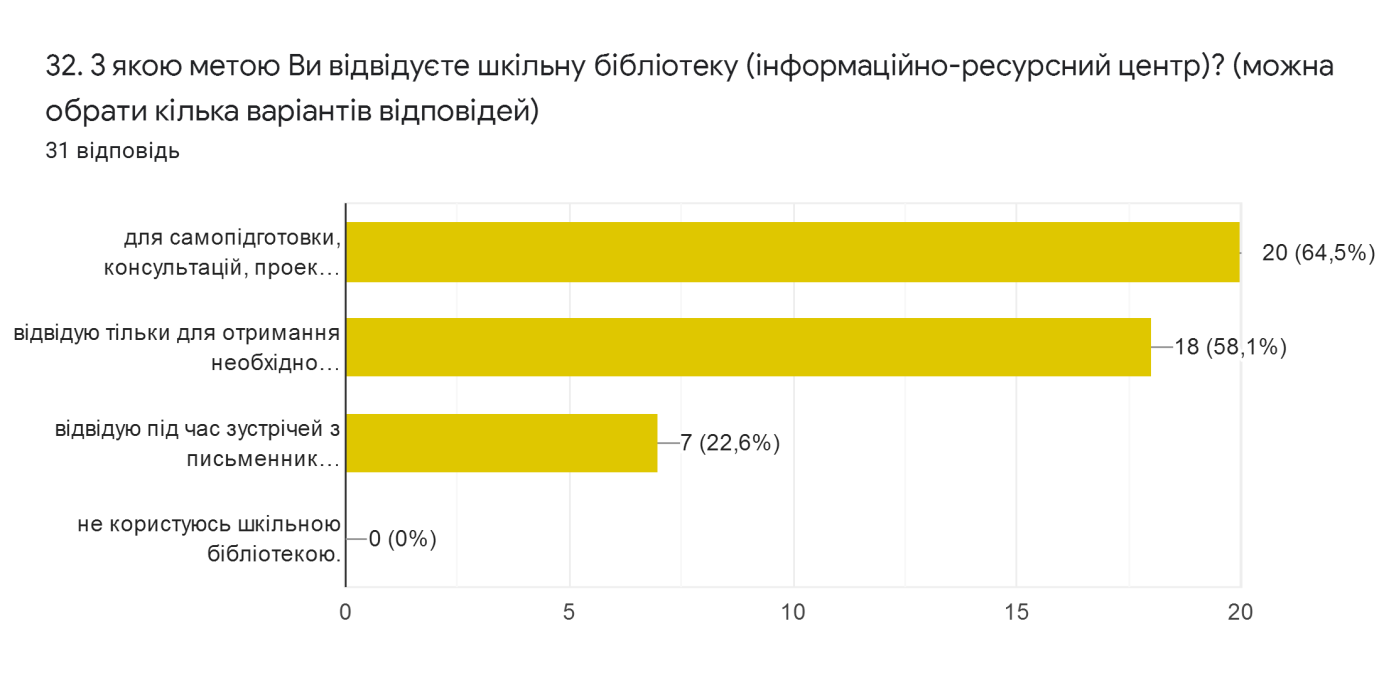 32. З якою метою Ви відвідуєте шкільну бібліотеку (інформаційно-ресурсний центр)? (можна
обрати кілька варіантів відповідей)
31 відповідь
для самопідготовки,
консультацій, проек…
20 (64,5%)
відвідую тільки для отримання
необхідно…
18 (58,1%)
відвідую під час зустрічей з
письменник…
7 (22,6%)
не користуюсь шкільною
бібліотекою.
0 (0%)
0 5 10 15 20